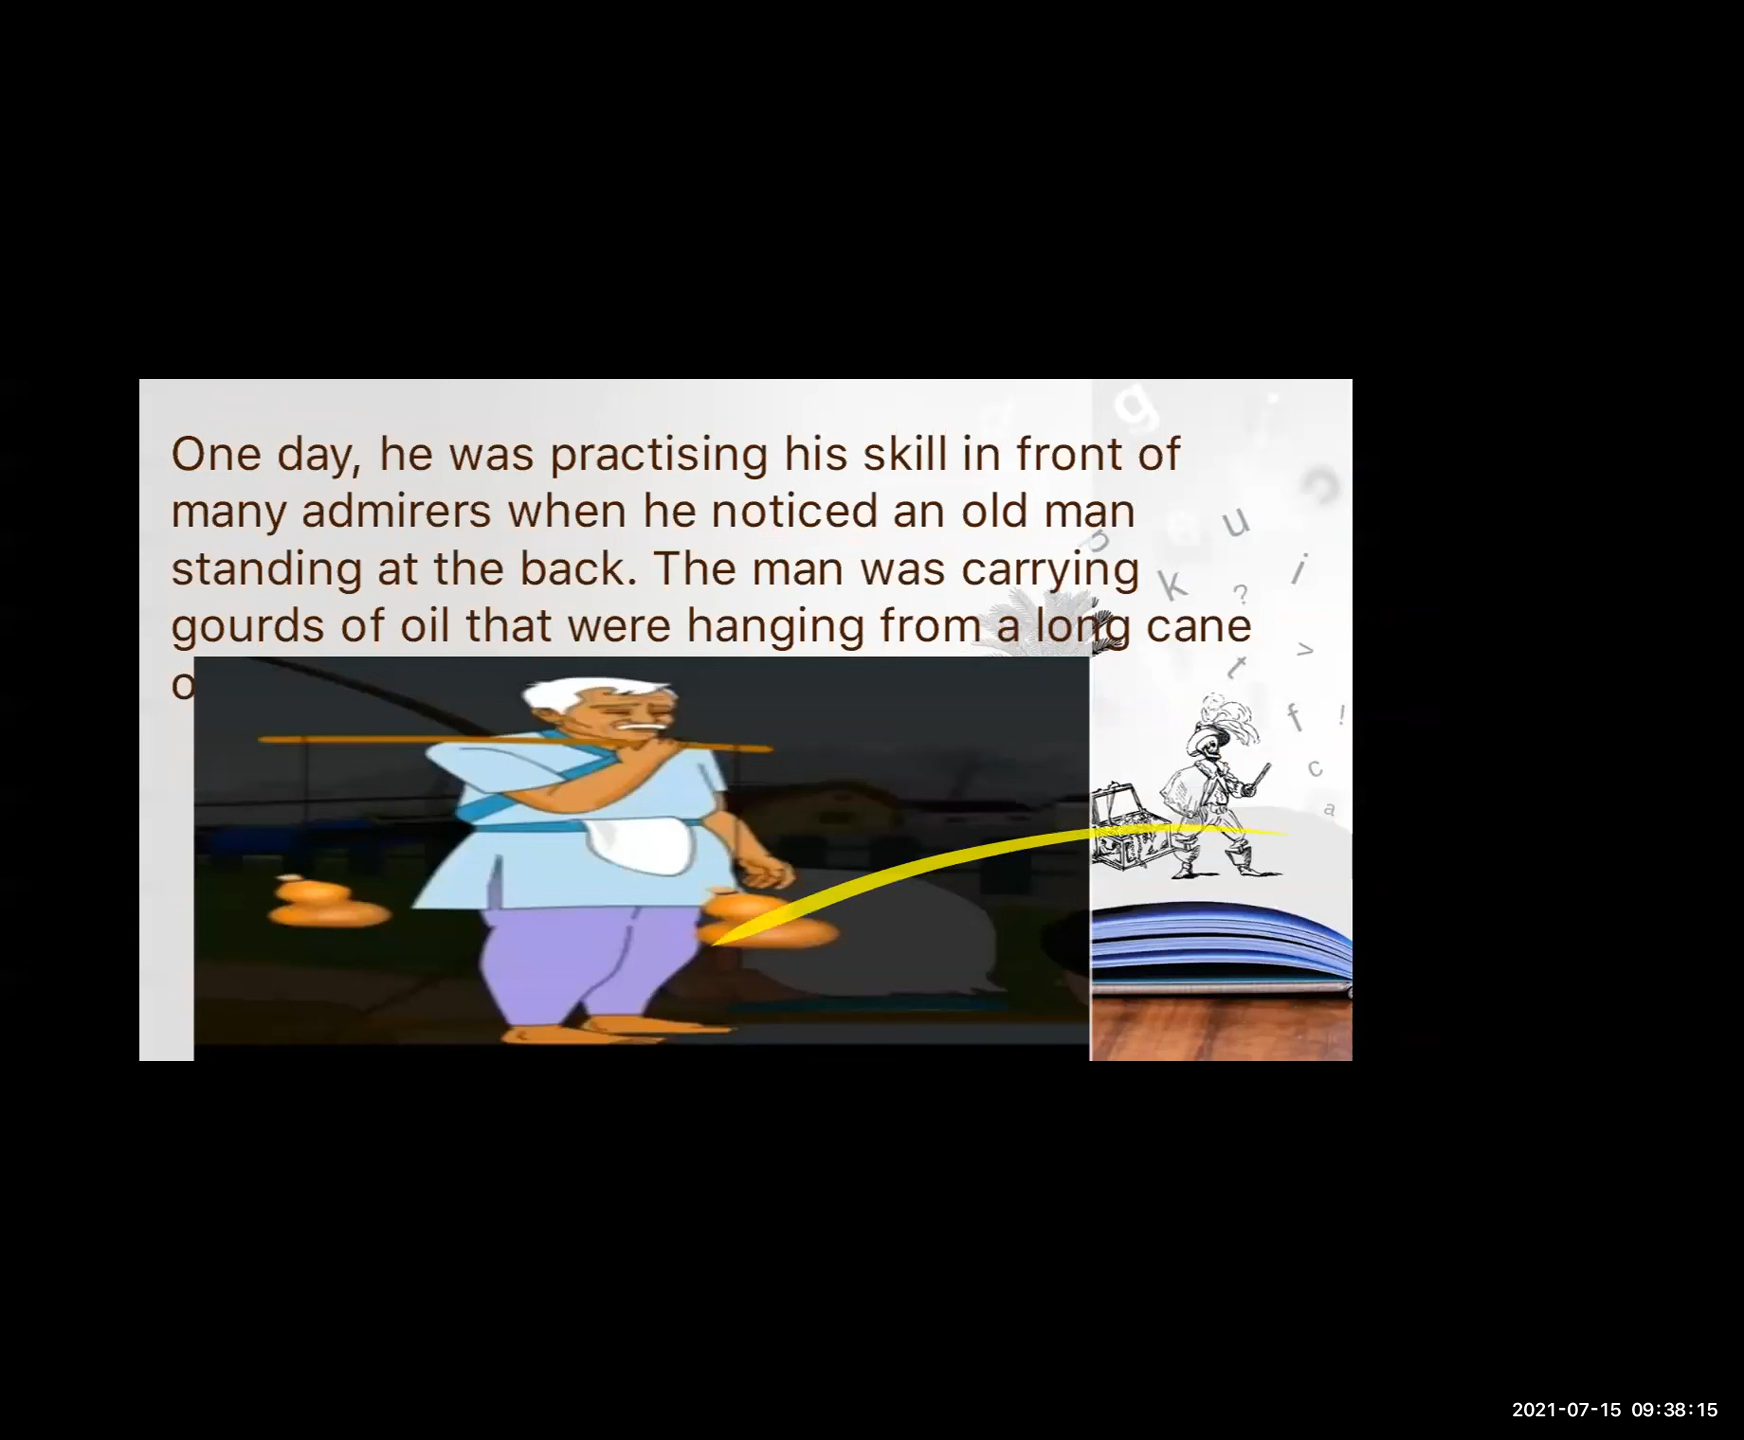 One day, he was practising his skill in front of
many admirers when he noticed an old man
standing at the back. The man was carrying
gourds of oil that were hanging from a long cane
2021-07-15 09:38:15